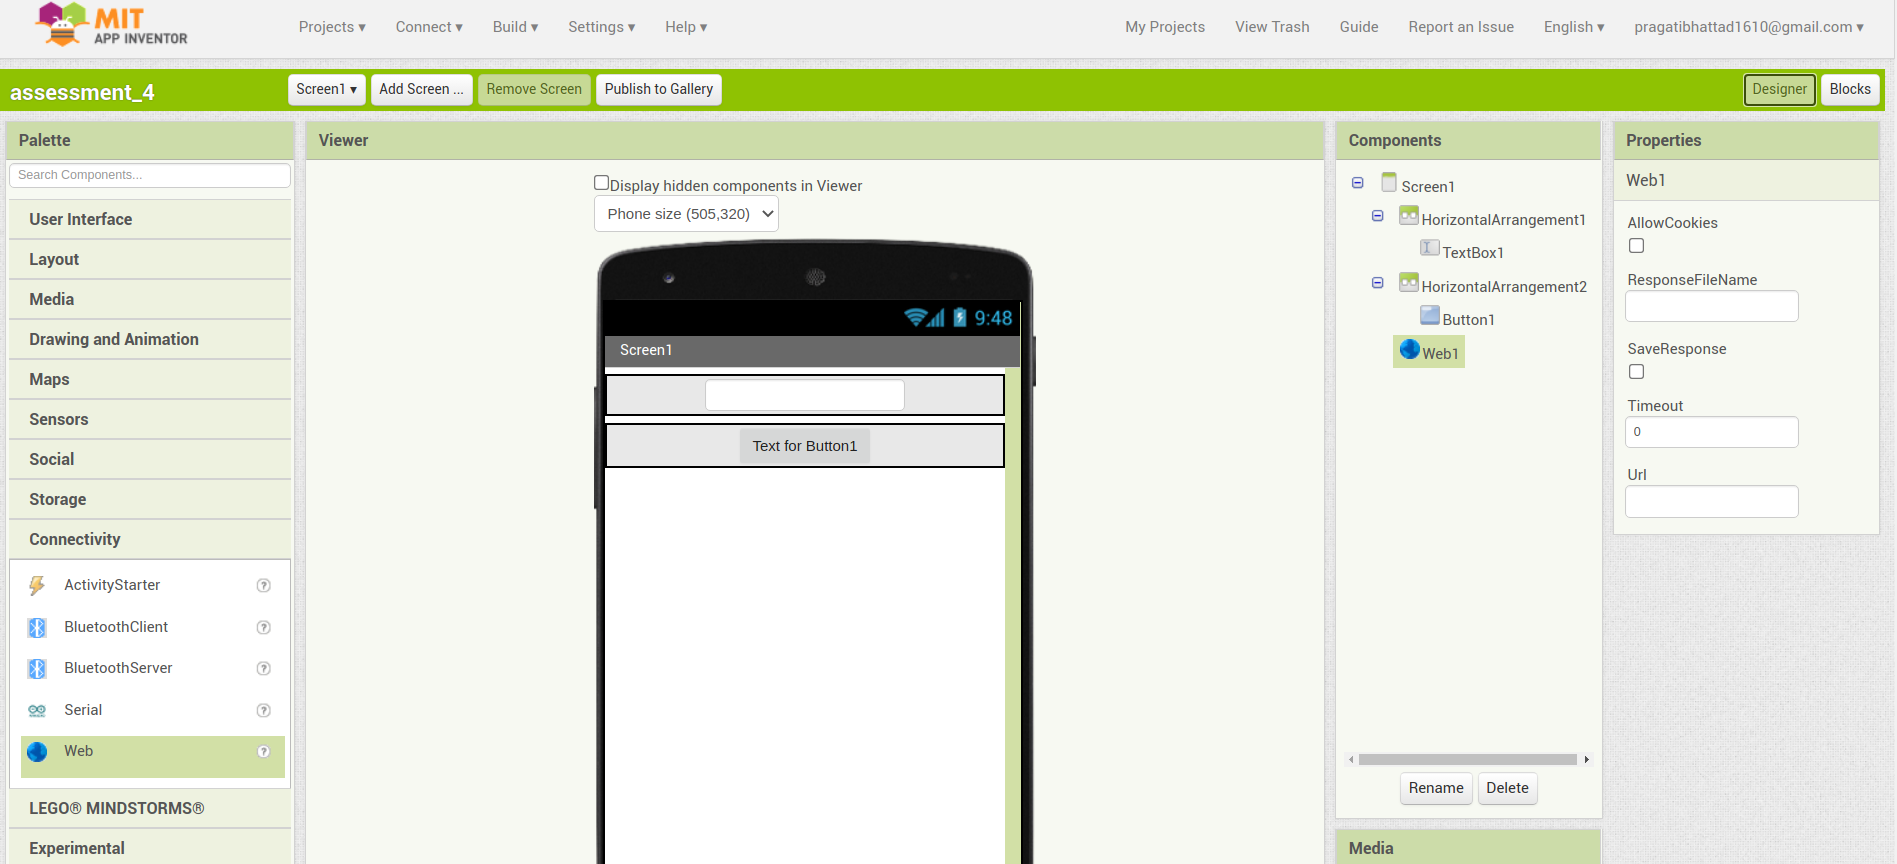 MIT
APP INVENTOR
Projects ▾ Connect ▾ Build ▾ Settings ▾ Help ▾ My Projects View Trash Guide Report an Issue English ▾ pragatibhattad1610@gmail.com ▾
assessment_4 Screen1 ▾ Add Screen ... Remove Screen Publish to Gallery Designer Blocks
Palette
Search Components...
User Interface
Layout
Media
Drawing and Animation
Maps
Sensors
Social
Storage
Connectivity
ActivityStarter ?
BluetoothClient ?
BluetoothServer ?
Serial ?
Web ?
LEGO® MINDSTORMS®
Experimental
Viewer
Display hidden components in Viewer
Phone size (505,320)
9:48
Screen1
Text for Button1
Components
Screen1
HorizontalArrangement1
TextBox1
HorizontalArrangement2
Button1
Web1
Rename Delete
Media
Properties
Web1
AllowCookies
ResponseFileName
SaveResponse
Timeout
0
Url